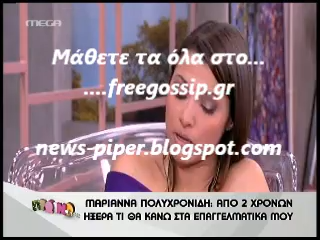 MEGA
Μάθετε τα όλα στο...
....freegossip.gr
news-piper.blogspot.com
ΜΑΡΙΑΝΝΑ ΠΟΛΥΧΡΟΝΙΔΗ: ΑΠΟ 2 ΧΡΟΝΩΝ
ΗΞΕΡΑ ΤΙ ΘΑ ΚΑΝΩ ΣΤΑ ΕΠΑΓΓΕΛΜΑΤΙΚΑ ΜΟΥ